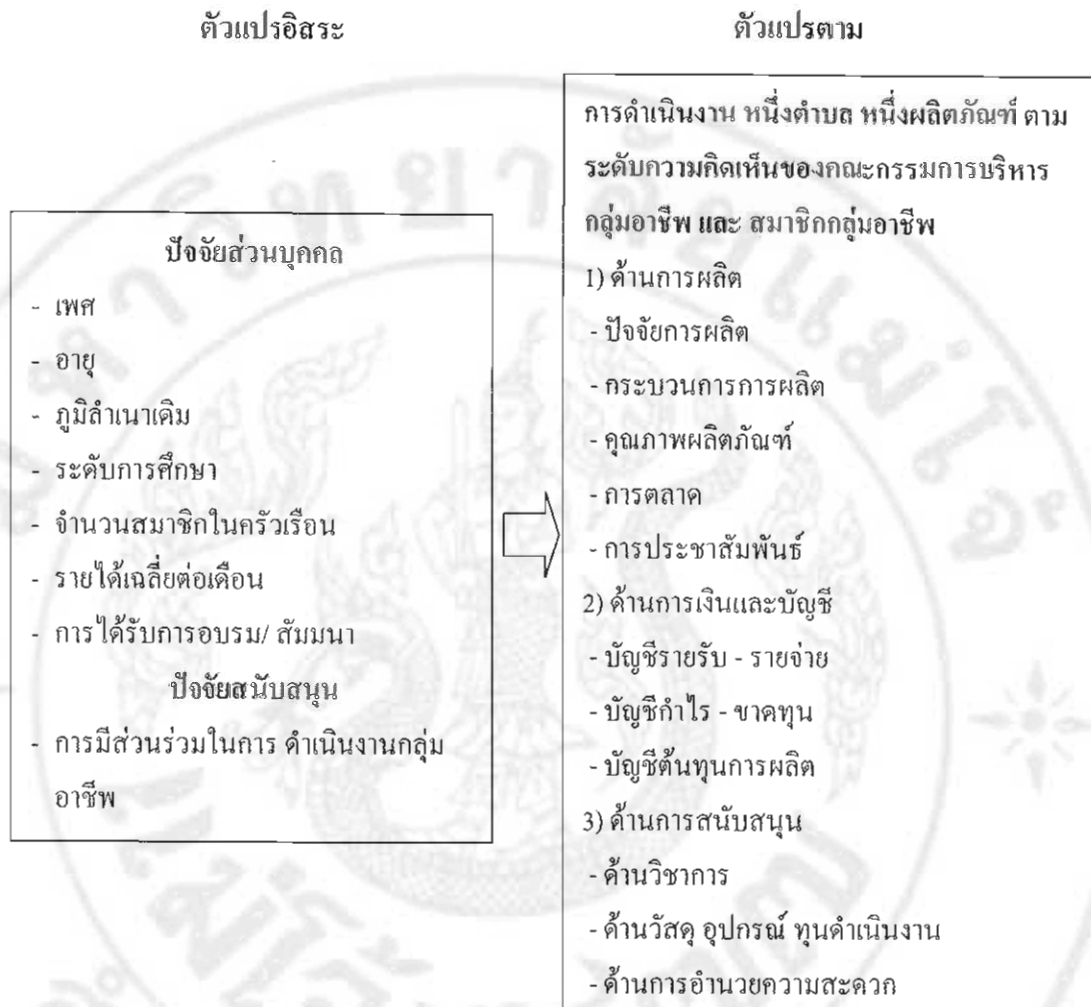 ตัวแปรอิสระ
ตัวแปรตาม
ปัจจัยส่วนบุคคล
- เพศ
- อายุ
- ภูมิลำเนาเดิม
- ระดับการศึกษา
- จำนวนสมาชิกในครัวเรือน
- รายได้เฉลี่ยต่อเดือน
- การได้รับการอบรม/ สัมมนา
ปัจจัยสนับสนุน
- การมีส่วนร่วมในการ ดำเนินงานกลุ่ม
อาชีพ
การดำเนินงาน หนึ่งตำบล หนึ่งผลิตภัณฑ์ ตาม
ระดับความคิดเห็นของคณะกรรมการบริหาร
กลุ่มอาชีพ และ สมาชิกกลุ่มอาชีพ
1) ด้านการผลิต
- ปัจจัยการผลิต
- กระบวนการการผลิต
- คุณภาพผลิตภัณฑ์
- การตลาด
- การประชาสัมพันธ์
2) ด้านการเงินและบัญชี
- บัญชีรายรับ - รายจ่าย
- บัญชีกำไร - ขาดทุน
- บัญชีต้นทุนการผลิต
3) ด้านการสนับสนุน
- ด้านวิชาการ
- ด้านวัสดุ อุปกรณ์ ทุนดำเนินงาน
- ด้านการอำนวยความสะดวก